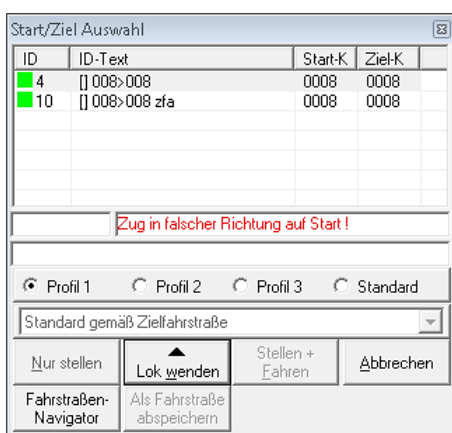 Start/Ziel Auswahl
ID ID-Text Start-K Ziel-K
4 [] 008>008 0008 0008
10 [] 008>008 zfa 0008 0008
Zug in falscher Richtung auf Start !
Profil 1 Profil 2 Profil 3 Standard
Standard gemäß Zielfahrstraße
Nur stellen Lok wenden Stellen + Fahren Abbrechen
Fahrstraßen-Navigator Als Fahrstraße abspeichern